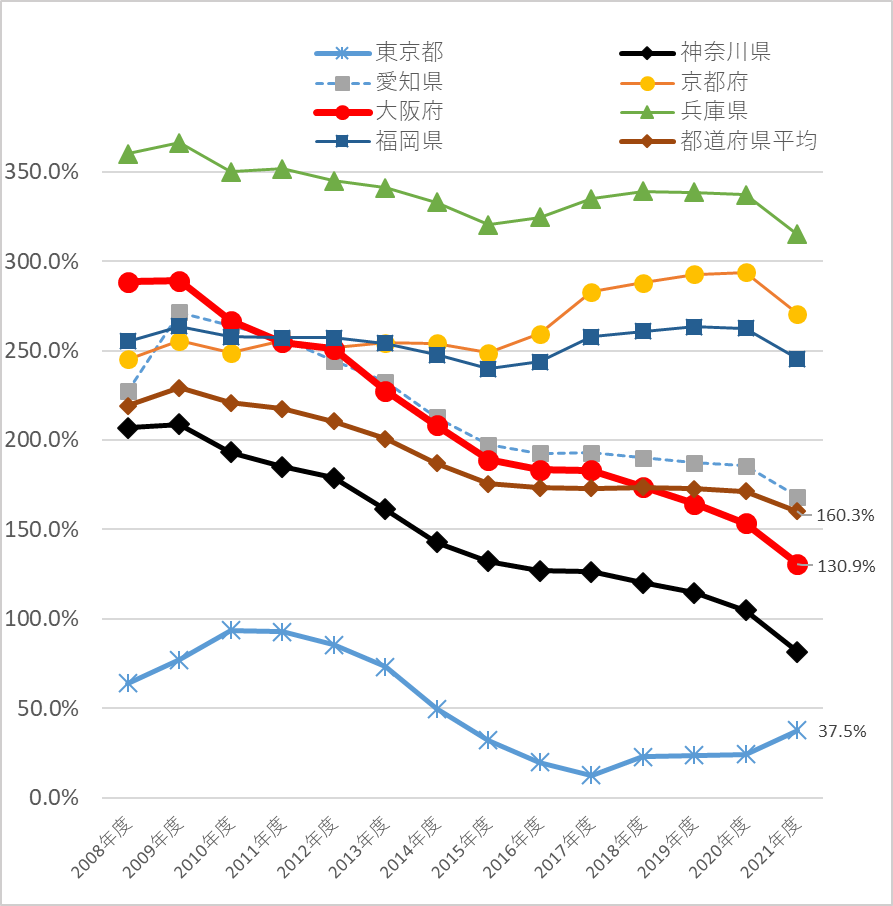 東京都 神奈川県
愛知県 京都府
大阪府 兵庫県
福岡県 都道府県平均
350.0%
300.0%
250.0%
200.0%
150.0%
100.0%
50.0%
0.0%
160.3%
130.9%
37.5%
2008年度
2009年度
2010年度
2011年度
2012年度
2013年度
2014年度
2015年度
2016年度
2017年度
2018年度
2019年度
2020年度
2021年度